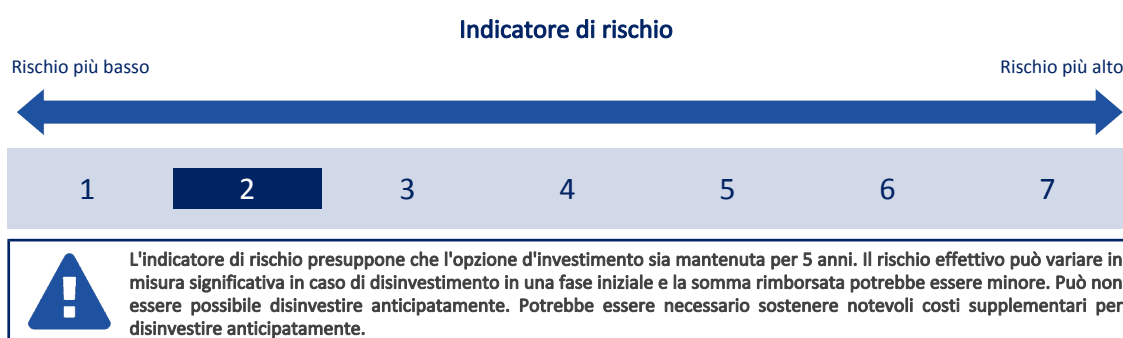 Indicatore di rischio
Rischio più basso
Rischio più alto
1 2 3 4 5 6 7
L'indicatore di rischio presuppone che l'opzione d'investimento sia mantenuta per 5 anni. Il rischio effettivo può variare in
misura significativa in caso di disinvestimento in una fase iniziale e la somma rimborsata potrebbe essere minore. Può non
essere possibile disinvestire anticipatamente. Potrebbe essere necessario sostenere notevoli costi supplementari per
disinvestire anticipatamente.